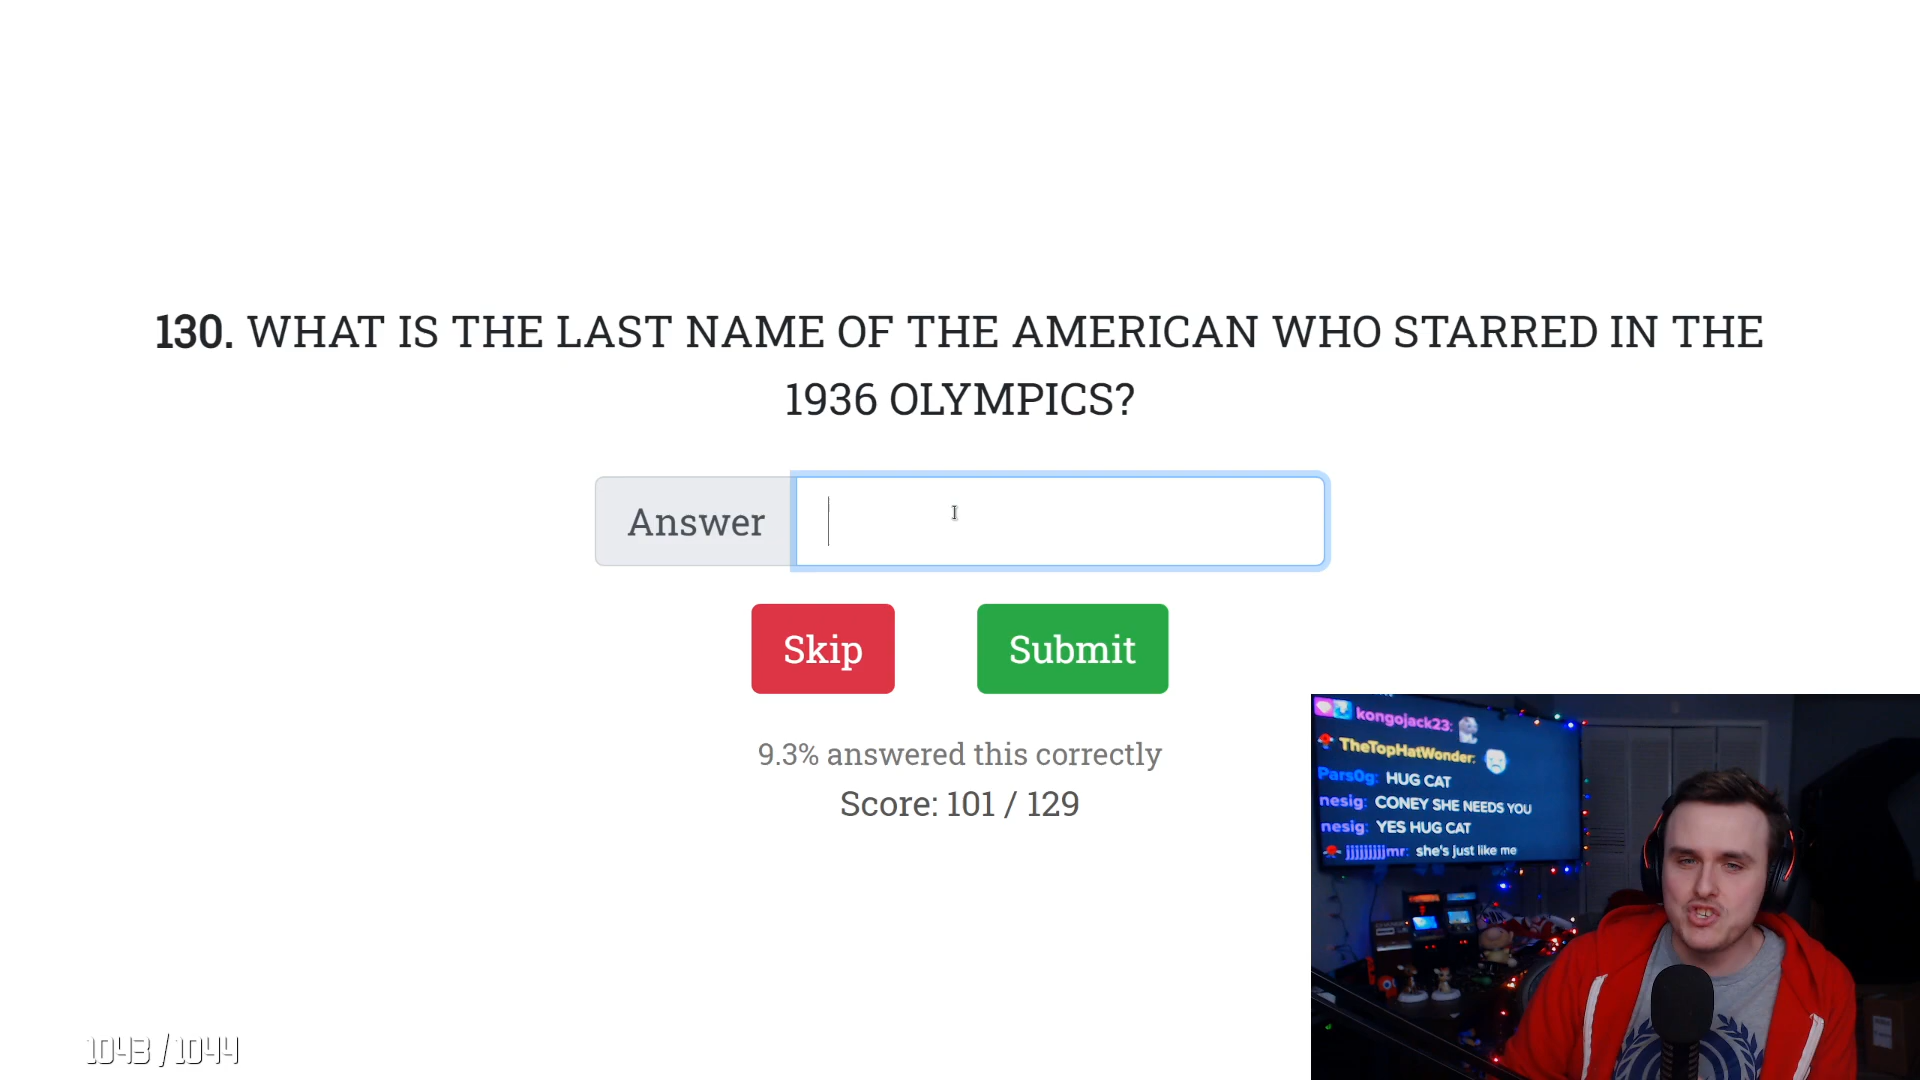 130. WHAT IS THE LAST NAME OF THE AMERICAN WHO STARRED IN THE
1936 OLYMPICS?
Answer
Skip
Submit
9.3% answered this correctly
Score: 101 / 129
kongojack23:
TheTopHatWonder:
ParsOg: HUG CAT
nesig: CONEY SHE NEEDS YOU
nesig: YES HUG CAT
jjjjjjjjjmr: she's just like me
1043 / 1044